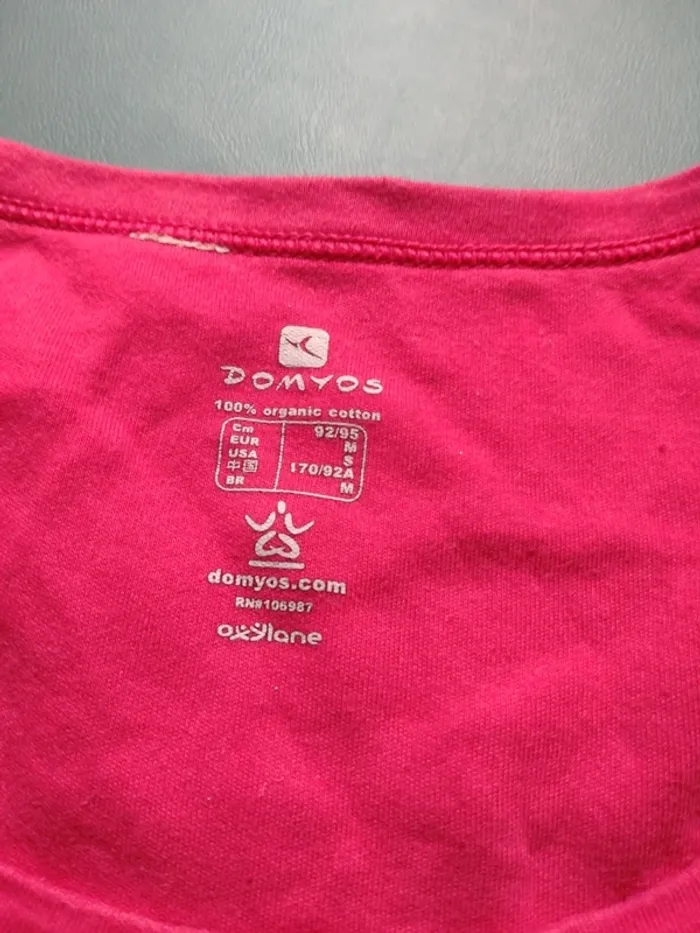 DOMYOS
100% organic cotton
Cm 92/95
EUR M
USA S
中国 170/92A
BR M
domyos.com
RN#106987
oxylane